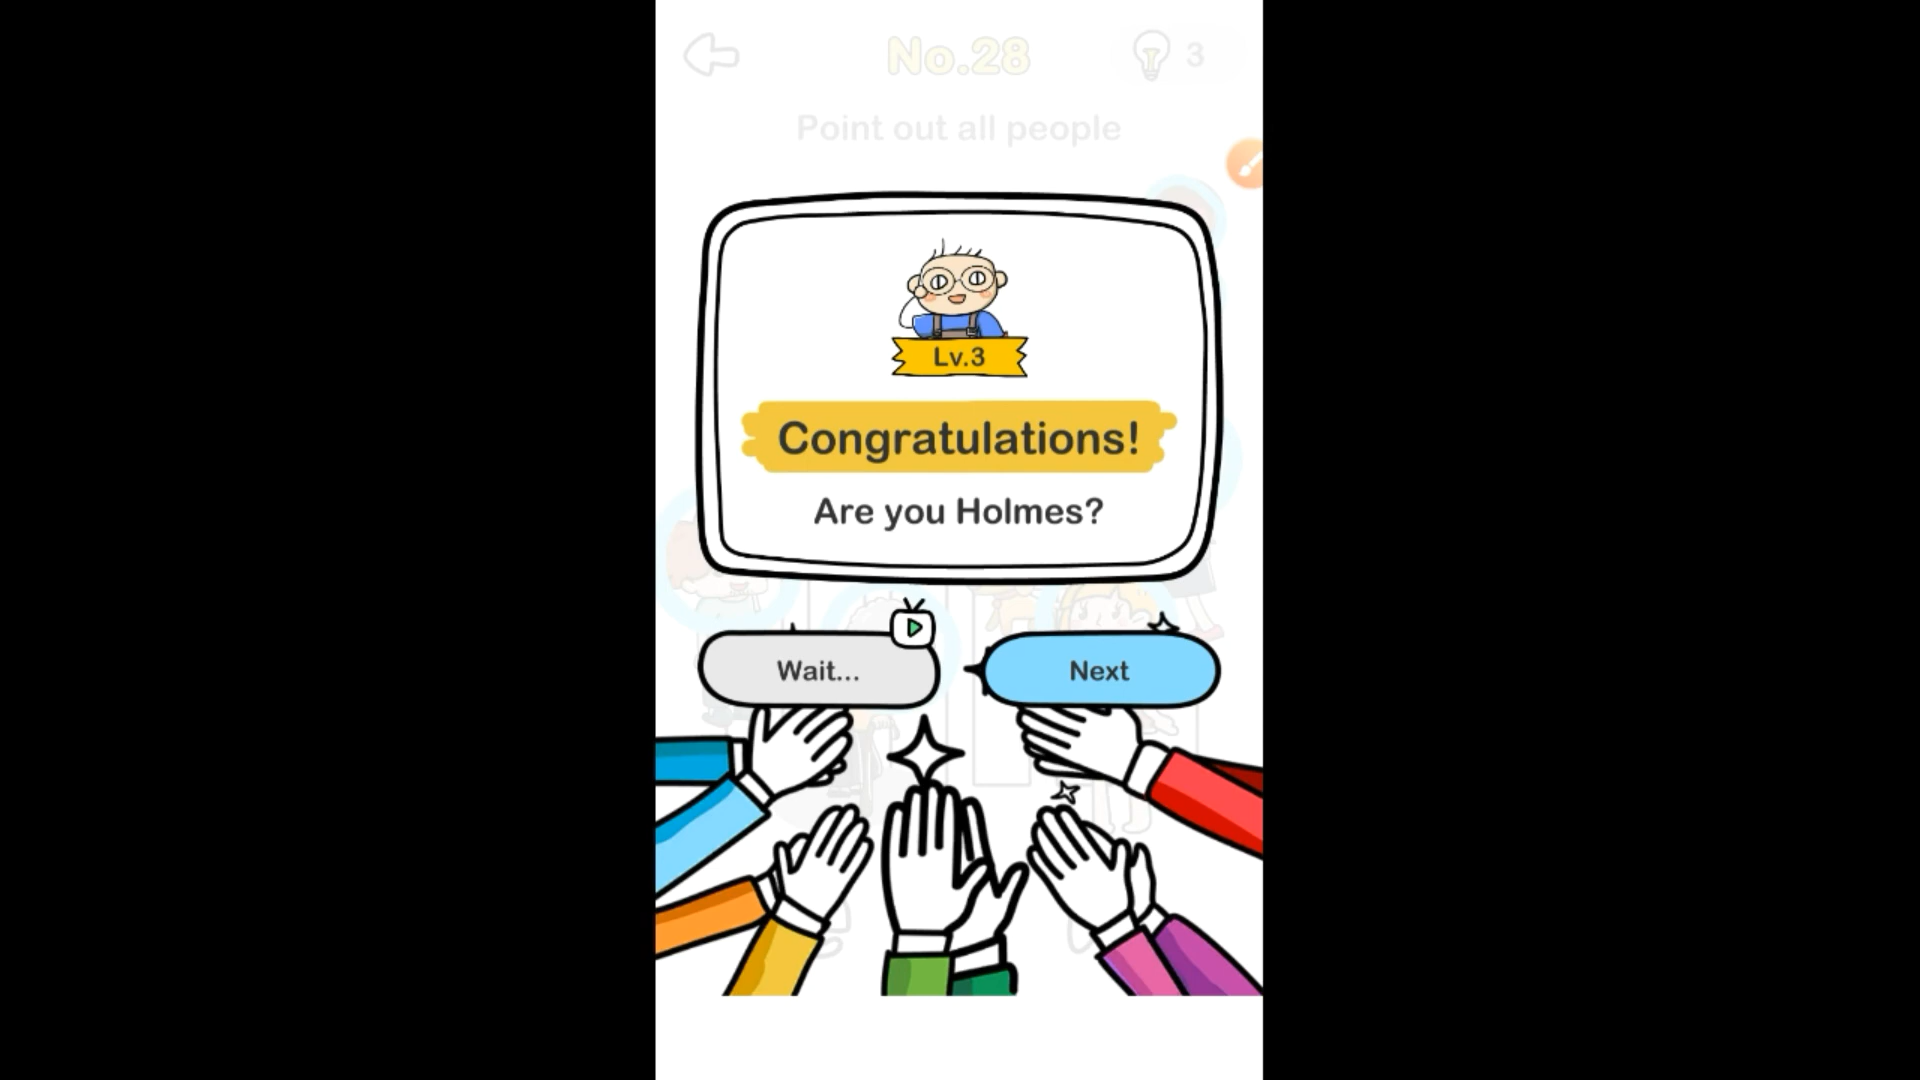 No.28
3
Point out all people
Lv.3
Congratulations!
Are you Holmes?
Wait...
Next